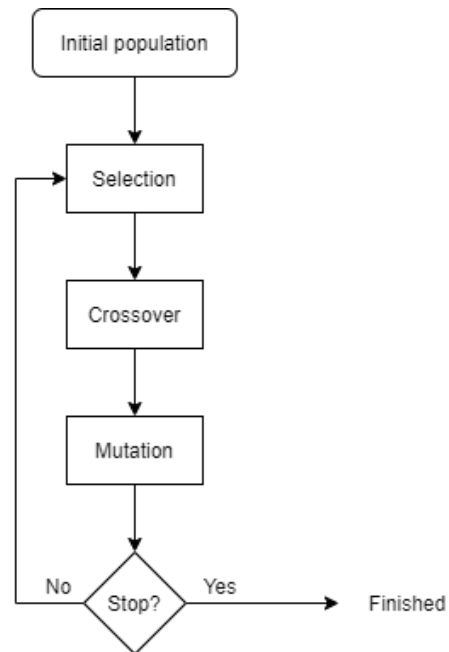 Initial population
Selection
Crossover
Mutation
No
Stop?
Yes
Finished